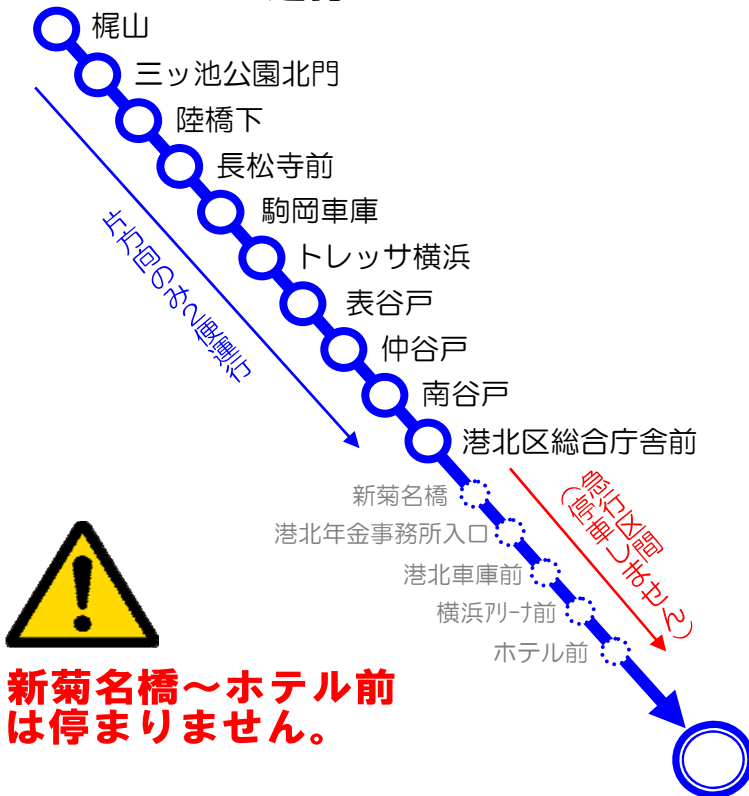 梶山
三ッ池公園北門
陸橋下
長松寺前
駒岡車庫
トレッサ横浜
表谷戸
仲谷戸
南谷戸
港北区総合庁舎前
片方向のみ2便運行
新菊名橋
港北年金事務所入口
港北車庫前
横浜ｱﾘｰﾅ前
ホテル前
急行区間
(停車しません)
新菊名橋～ホテル前
は停まりません。